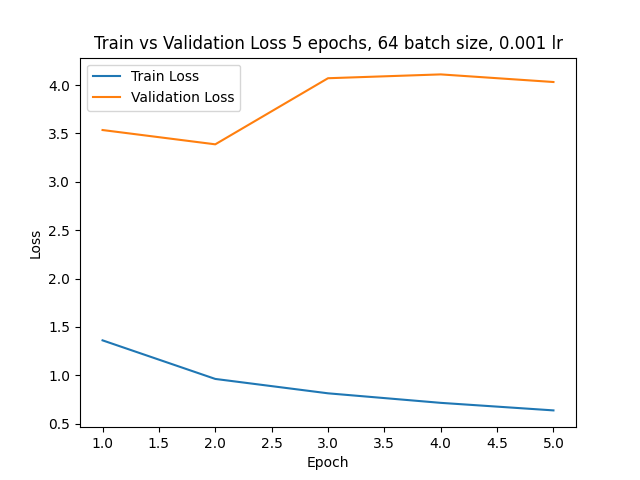 Train vs Validation Loss 5 epochs, 64 batch size, 0.001 lr
Train Loss
Validation Loss
4.0
3.5
3.0
2.5
2.0
1.5
1.0
0.5
Loss
1.0 1.5 2.0 2.5 3.0 3.5 4.0 4.5 5.0
Epoch